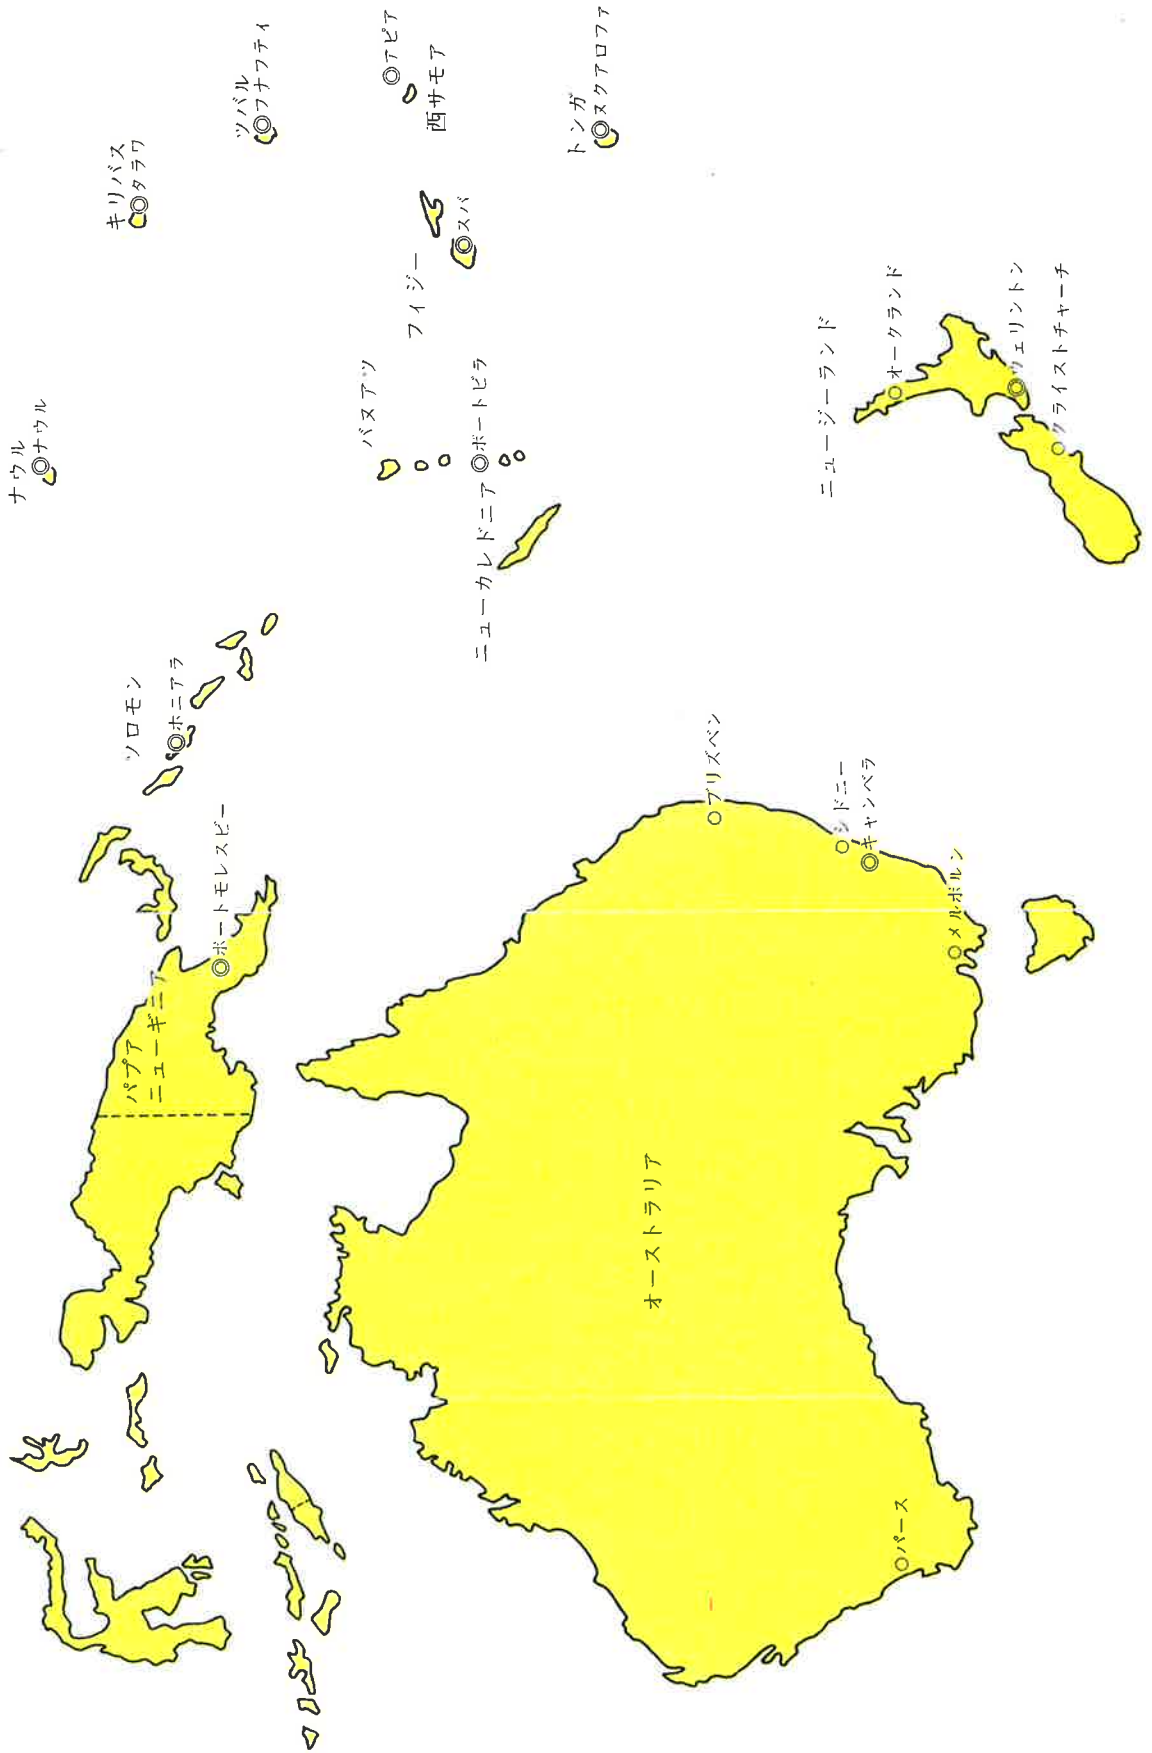 ナウル
ナウル
キリバス
タラワ
ツバル
フナフティ
ソロモン
ホニアラ
パプア
ニューギニア
ポートモレスビー
バヌアツ
ポートビラ
アピア
西サモア
フィジー
スバ
ニューカレドニア
トンガ
ヌクアロファ
オーストラリア
ブリズベン
シドニー
キャンベラ
メルボルン
パース
ニュージーランド
オークランド
ウェリントン
クライストチャーチ